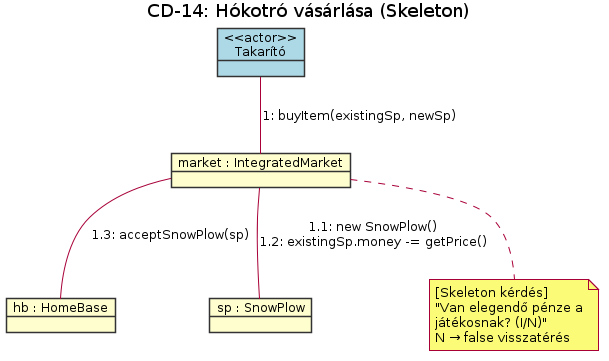 CD-14: Hókotró vásárlása (Skeleton)
<<actor>>
Takarító
1: buyItem(existingSp, newSp)
market : IntegratedMarket
1.3: acceptSnowPlow(sp)
1.1: new SnowPlow()
1.2: existingSp.money -= getPrice()
hb : HomeBase
sp : SnowPlow
[Skeleton kérdés]
"Van elegendő pénze a
játékosnak? (I/N)"
N → false visszatérés